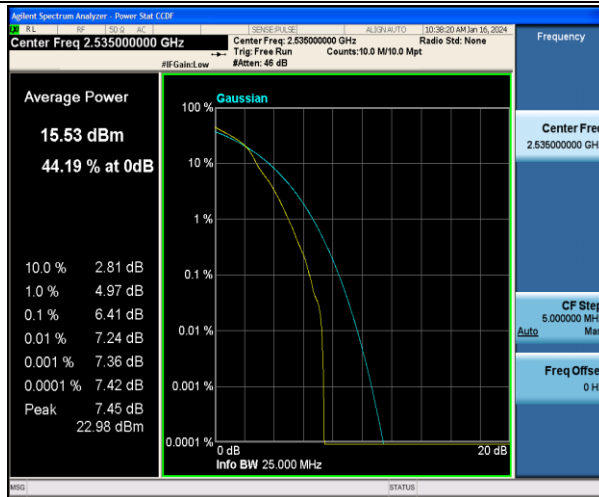 Agilent Spectrum Analyzer - Power Stat CCDF
RL RF 50 Ω AC SENSE:PULSE ALIGN AUTO 10:38:20 AM Jan 16, 2024
Center Freq 2.535000000 GHz
Center Freq: 2.535000000 GHz Radio Std: None
Trig: Free Run Counts:10.0 M/10.0 Mpt
#IFGain:Low #Atten: 46 dB
Frequency
Average Power
15.53 dBm
44.19 % at 0dB
10.0 % 2.81 dB
1.0 % 4.97 dB
0.1 % 6.41 dB
0.01 % 7.24 dB
0.001 % 7.36 dB
0.0001 % 7.42 dB
Peak 7.45 dB
22.98 dBm
Gaussian
100 %
10 %
1 %
0.1 %
0.01 %
0.001 %
0.0001 %
0 dB 20 dB
Info BW 25.000 MHz
Center Fre
2.535000000 GH
CF Step
5.000000 MH
Auto Ma
Freq Offse
0 H
MSG STATUS